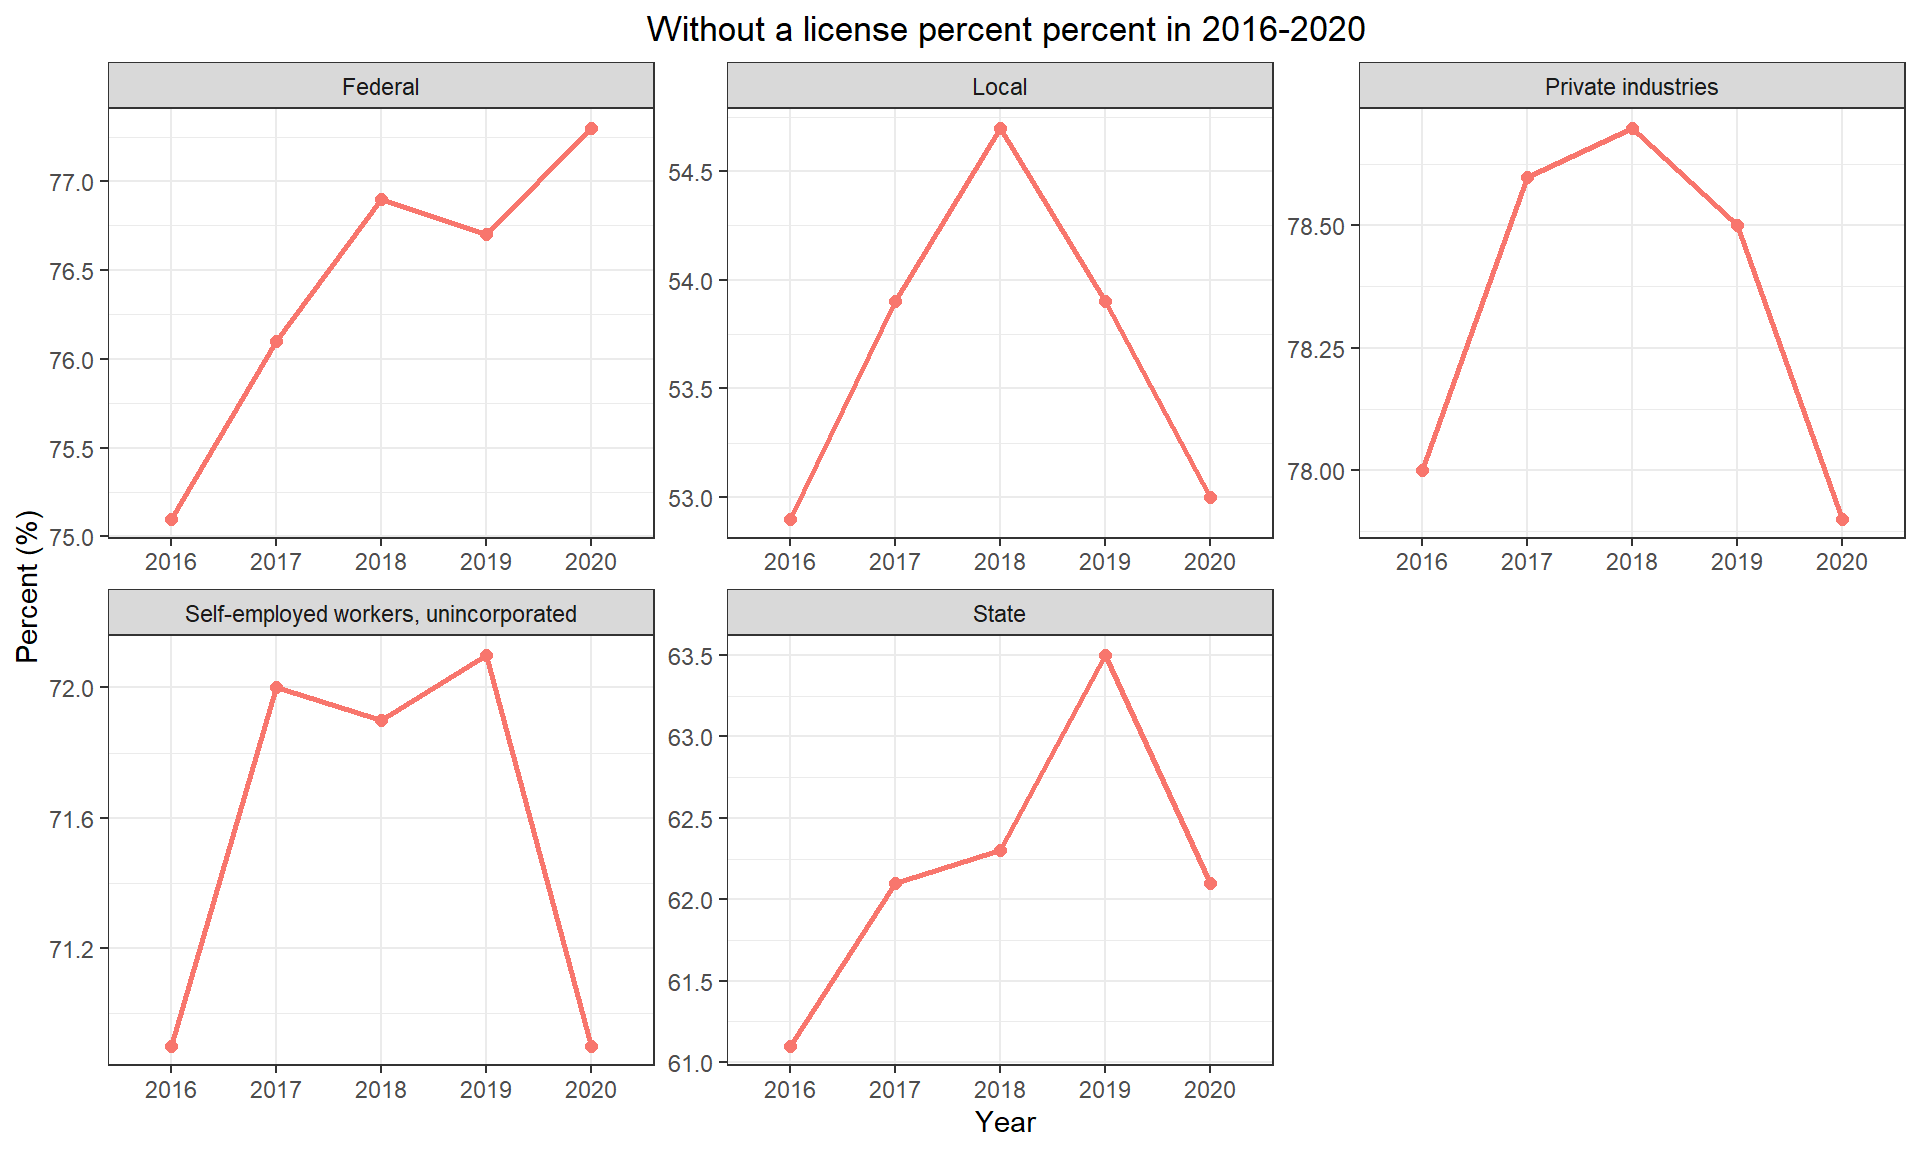 Without a license percent percent in 2016-2020
Federal
Local
Private industries
77.0
76.5
76.0
75.5
75.0
54.5
54.0
53.5
53.0
78.50
78.25
78.00
2016 2017 2018 2019 2020
2016 2017 2018 2019 2020
2016 2017 2018 2019 2020
Percent (%)
Self-employed workers, unincorporated
State
72.0
71.6
71.2
63.5
63.0
62.5
62.0
61.5
61.0
2016 2017 2018 2019 2020
2016 2017 2018 2019 2020
Year